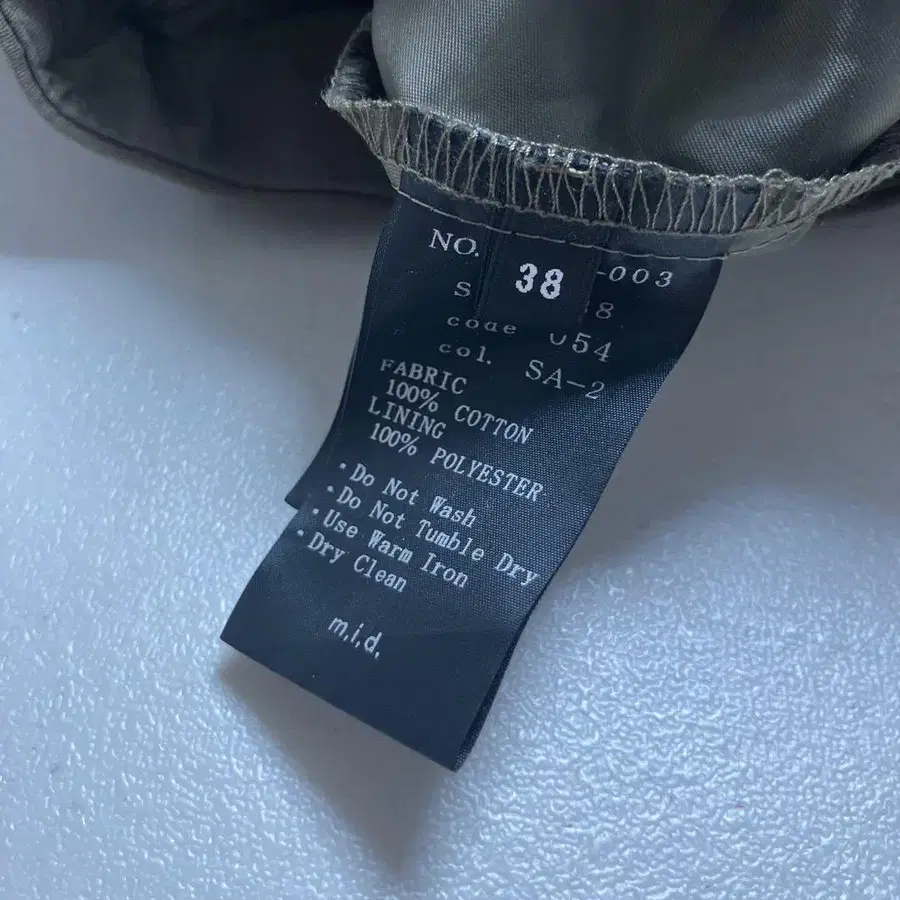 NO. -003
38
S 8
code 054
col. SA-2
FABRIC
100% COTTON
LINING
100% POLYESTER
·Do Not Wash
·Do Not Tumble Dry
·Use Warm Iron
·Dry Clean
m.i.d.